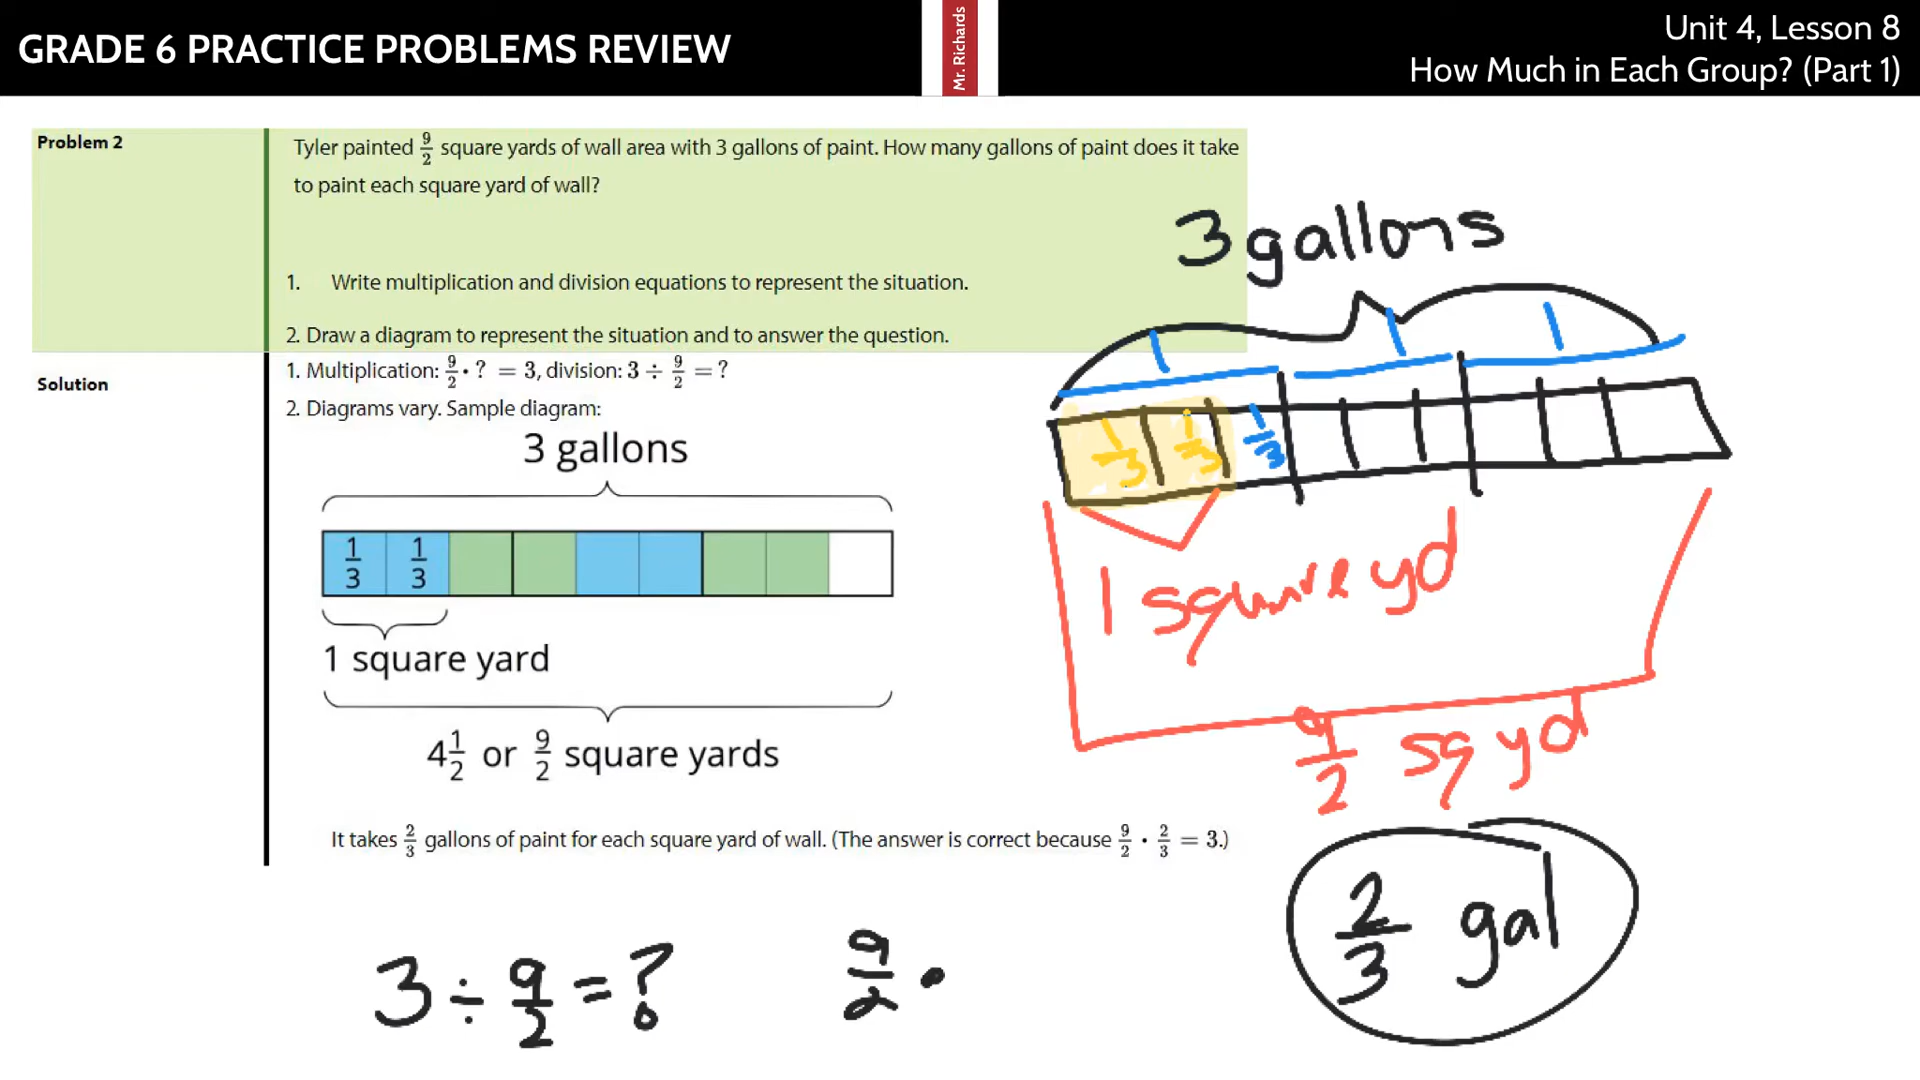 GRADE 6 PRACTICE PROBLEMS REVIEW
Mr. Richards
Unit 4, Lesson 8
How Much in Each Group? (Part 1)
Problem 2
Tyler painted 9/2 square yards of wall area with 3 gallons of paint. How many gallons of paint does it take
to paint each square yard of wall?
1. Write multiplication and division equations to represent the situation.
2. Draw a diagram to represent the situation and to answer the question.
Solution
1. Multiplication: 9/2 · ? = 3, division: 3 ÷ 9/2 = ?
2. Diagrams vary. Sample diagram:
3 gallons
1/3 1/3
1 square yard
4 1/2 or 9/2 square yards
It takes 2/3 gallons of paint for each square yard of wall. (The answer is correct because 9/2 · 2/3 = 3.)
3 gallons
1 1 1
1/3 1/3 1/3
1 square yd
9/2 sq yd
2/3 gal
3 ÷ 9/2 = ?
9/2 ·